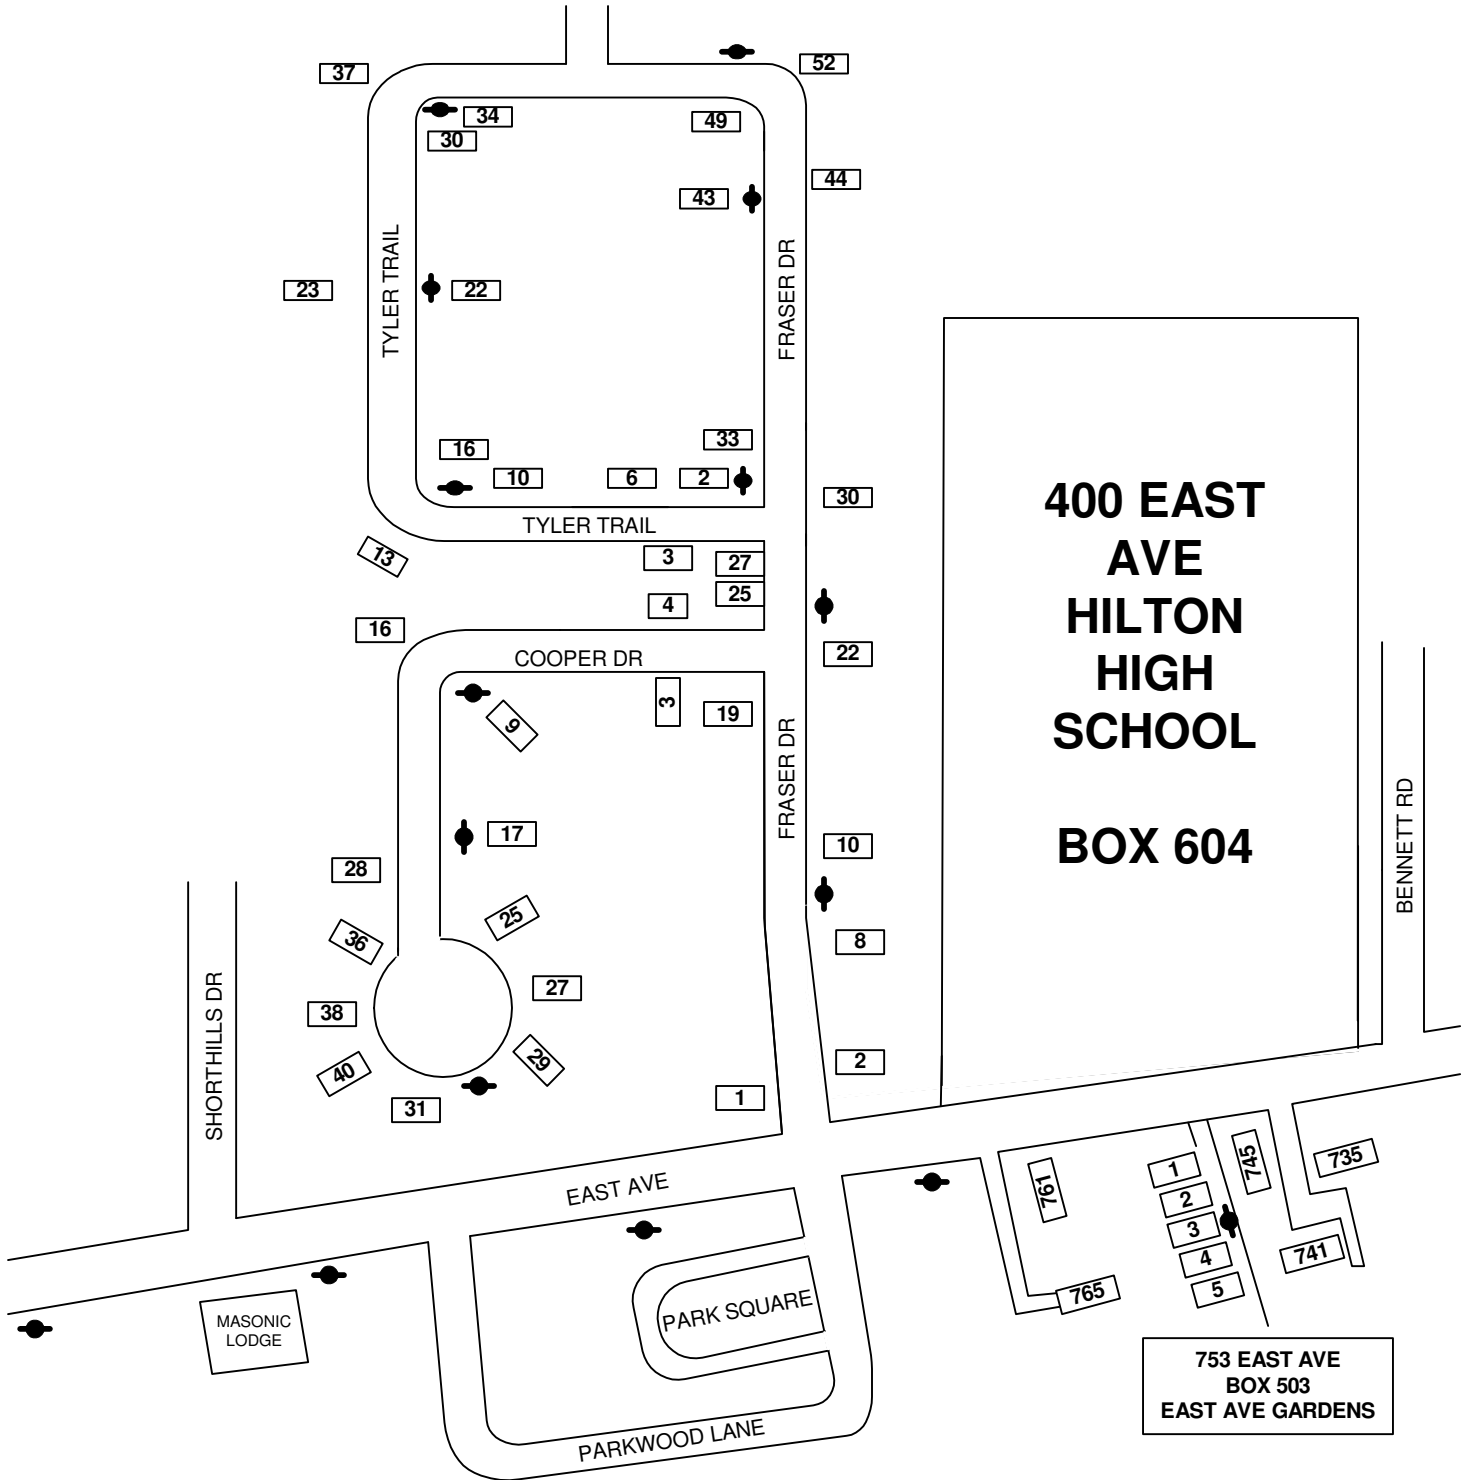 37
52
34
49
30
44
43
TYLER TRAIL
FRASER DR
23
22
33
16
10
6
2
30
TYLER TRAIL
13
3
27
25
4
16
22
COOPER DR
3
19
9
FRASER DR
17
10
28
25
36
8
27
38
29
40
2
31
1
SHORTHILLS DR
400 EAST
AVE
HILTON
HIGH
SCHOOL
BOX 604
BENNETT RD
EAST AVE
761
1
2
3
4
5
745
735
741
765
PARK SQUARE
MASONIC
LODGE
PARKWOOD LANE
753 EAST AVE
BOX 503
EAST AVE GARDENS